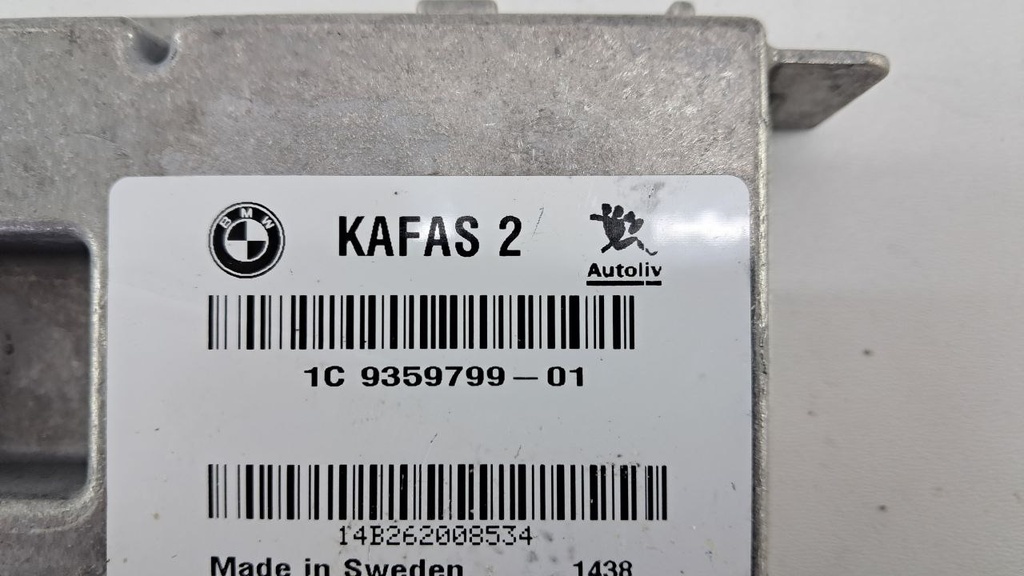 BMW KAFAS 2
Autoliv
1C 9359799-01
14B262008534
Made in Sweden 1438